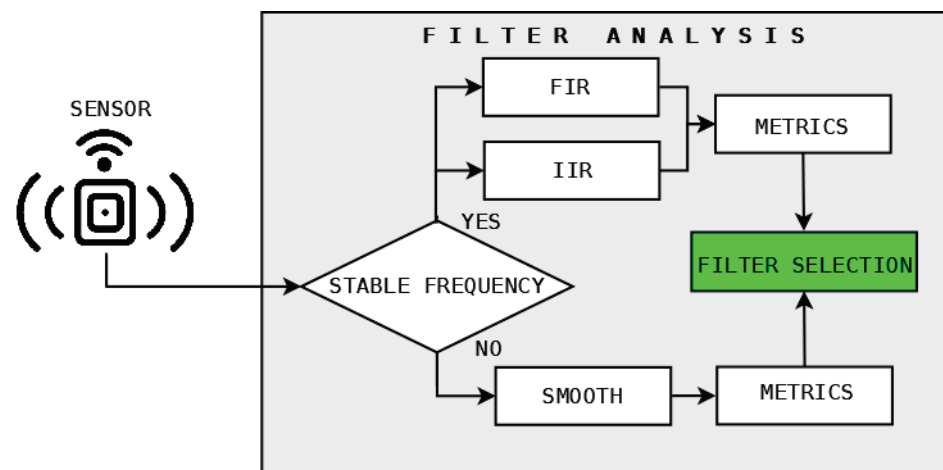 FILTER ANALYSIS
SENSOR
FIR
METRICS
IIR
YES
STABLE FREQUENCY
FILTER SELECTION
NO
SMOOTH
METRICS